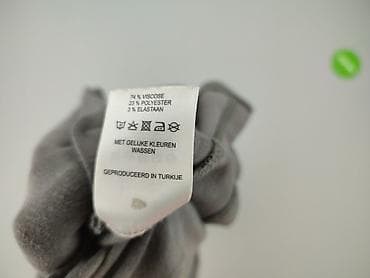 74 % VISCOSE
23 % POLYESTER
3 % ELASTAAN
MET GELIJKE KLEUREN
WASSEN
GEPRODUCEERD IN TURKIJE